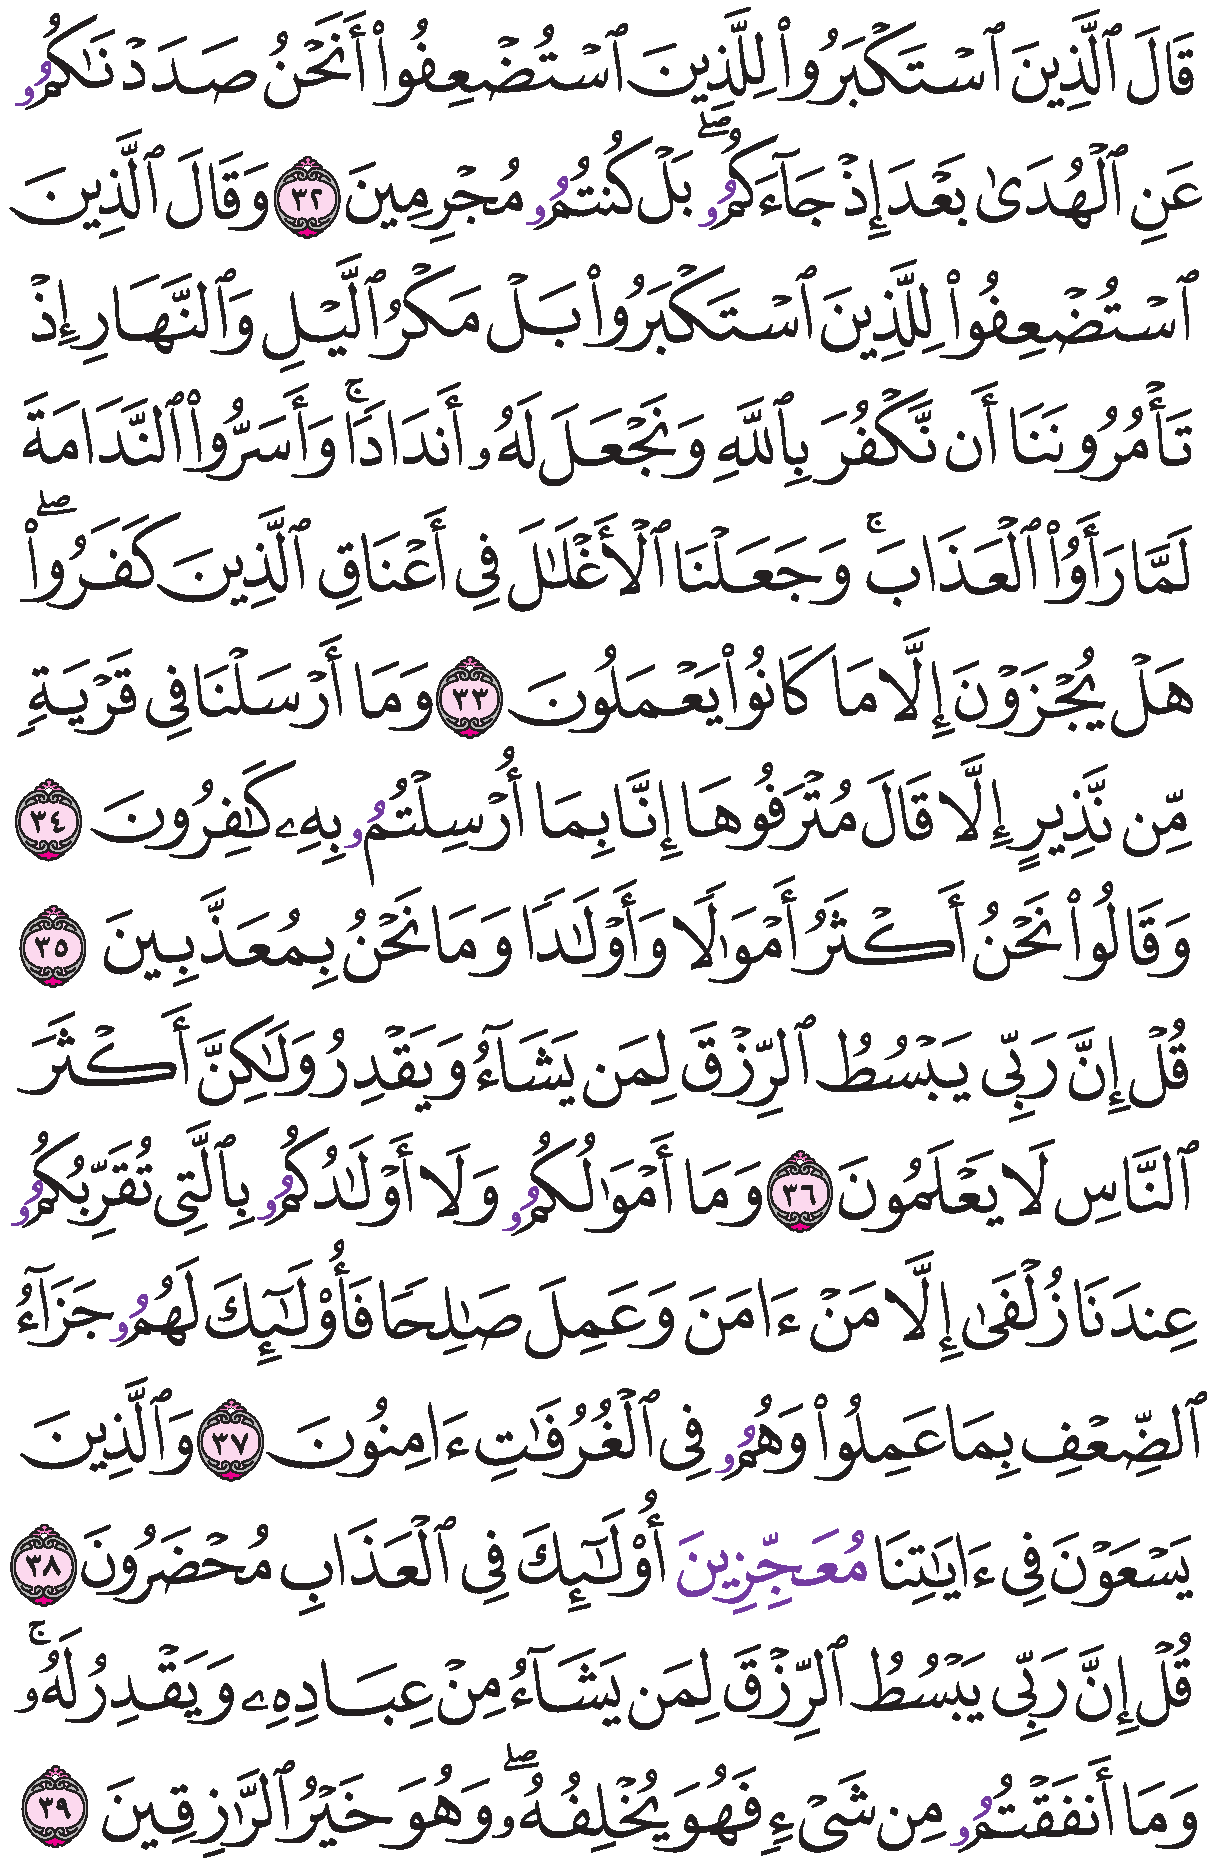 قَالَ ٱلَّذِينَ ٱسۡتَكۡبَرُواْ لِلَّذِينَ ٱسۡتُضۡعِفُوٓاْ أَنَحۡنُ صَدَدۡنَٰكُمُۥ
عَنِ ٱلۡهُدَىٰ بَعۡدَ إِذۡ جَآءَكُمُۥۖ بَلۡ كُنتُمُۥ مُجۡرِمِينَ ٣٢ وَقَالَ ٱلَّذِينَ
ٱسۡتُضۡعِفُواْ لِلَّذِينَ ٱسۡتَكۡبَرُواْ بَلۡ مَكۡرُ ٱلَّيۡلِ وَٱلنَّهَارِ إِذۡ
تَأۡمُرُونَنَا أَن نَّكۡفُرَ بِٱللَّهِ وَنَجۡعَلَ لَهُۥ أَندَادٗاۚ وَأَسَرُّواْ ٱلنَّدَامَةَ
لَمَّا رَأَوُاْ ٱلۡعَذَابَۚ وَجَعَلۡنَا ٱلۡأَغۡلَٰلَ فِي أَعۡنَاقِ ٱلَّذِينَ كَفَرُواْۖ
هَلۡ يُجۡزَوۡنَ إِلَّا مَا كَانُواْ يَعۡمَلُونَ ٣٣ وَمَا أَرۡسَلۡنَا فِي قَرۡيَةٖ
مِّن نَّذِيرٍ إِلَّا قَالَ مُتۡرَفُوهَا إِنَّا بِمَا أُرۡسِلۡتُمُۥ بِهِۦ كَٰفِرُونَ ٣٤
وَقَالُواْ نَحۡنُ أَكۡثَرُ أَمۡوَٰلٗا وَأَوۡلَٰدٗا وَمَا نَحۡنُ بِمُعَذَّبِينَ ٣٥
قُلۡ إِنَّ رَبِّي يَبۡسُطُ ٱلرِّزۡقَ لِمَن يَشَآءُ وَيَقۡدِرُ وَلَٰكِنَّ أَكۡثَرَ
ٱلنَّاسِ لَا يَعۡلَمُونَ ٣٦ وَمَا أَمۡوَٰلُكُمُۥ وَلَا أَوۡلَٰدُكُمُۥ بِٱلَّتِي تُقَرِّبُكُمُۥ
عِندَنَا زُلۡفَىٰ إِلَّا مَنۡ ءَامَنَ وَعَمِلَ صَٰلِحٗا فَأُوْلَٰٓئِكَ لَهُمُۥ جَزَآءُ
ٱلضِّعۡفِ بِمَا عَمِلُواْ وَهُمُۥ فِي ٱلۡغُرُفَٰتِ ءَامِنُونَ ٣٧ وَٱلَّذِينَ
يَسۡعَوۡنَ فِي ءَايَٰتِنَا مُعَجِّزِينَ أُوْلَٰٓئِكَ فِي ٱلۡعَذَابِ مُحۡضَرُونَ ٣٨
قُلۡ إِنَّ رَبِّي يَبۡسُطُ ٱلرِّزۡقَ لِمَن يَشَآءُ مِنۡ عِبَادِهِۦ وَيَقۡدِرُ لَهُۥۚ
وَمَا أَنفَقۡتُمُۥ مِن شَيۡءٖ فَهُوَ يُخۡلِفُهُۥۖ وَهُوَ خَيۡرُ ٱلرَّٰزِقِينَ ٣٩